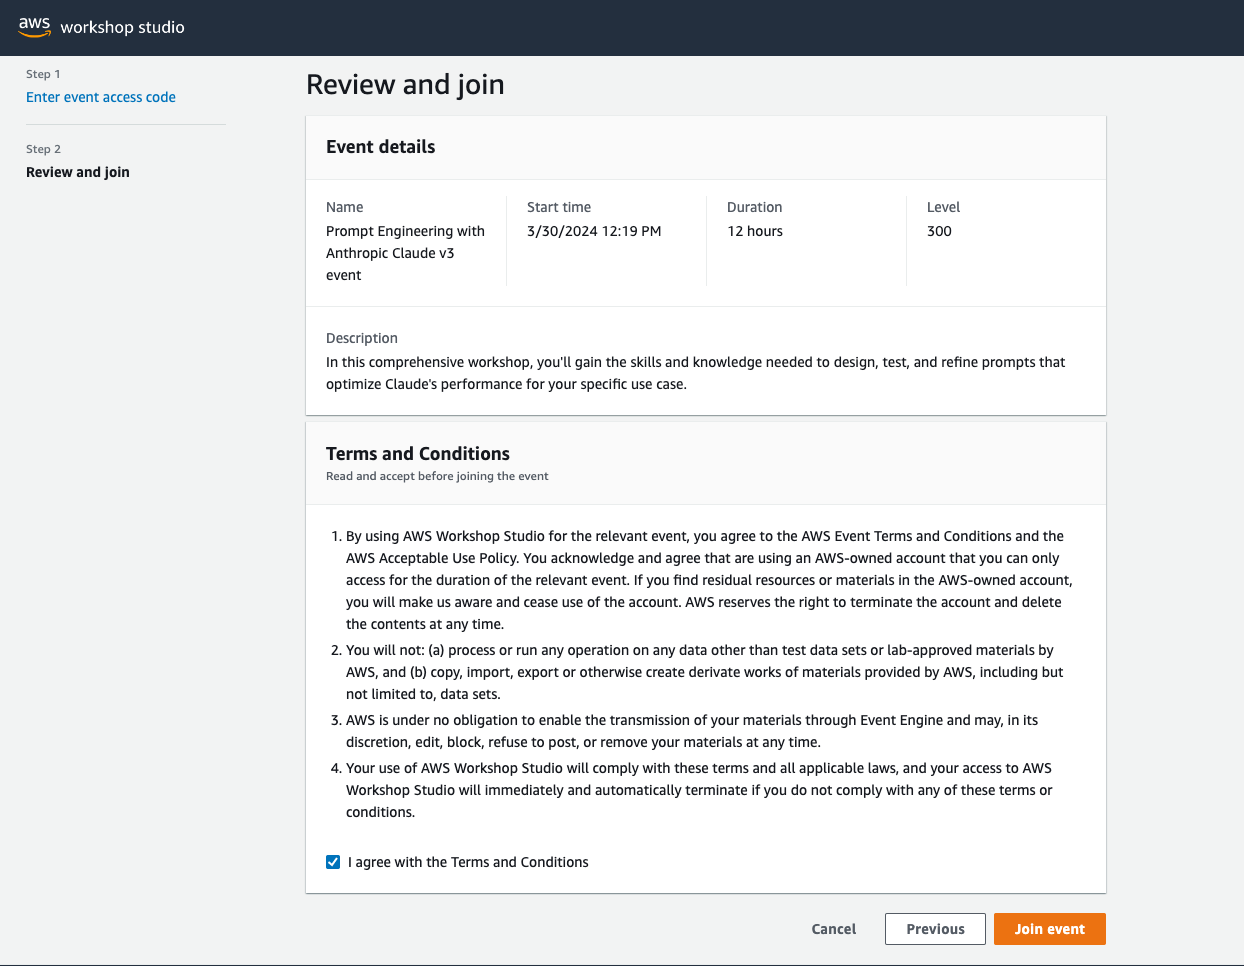 aws workshop studio
Step 1
Enter event access code
Step 2
Review and join
Review and join
Event details
Name
Prompt Engineering with
Anthropic Claude v3
event
Start time
3/30/2024 12:19 PM
Duration
12 hours
Level
300
Description
In this comprehensive workshop, you'll gain the skills and knowledge needed to design, test, and refine prompts that
optimize Claude's performance for your specific use case.
Terms and Conditions
Read and accept before joining the event
1. By using AWS Workshop Studio for the relevant event, you agree to the AWS Event Terms and Conditions and the
AWS Acceptable Use Policy. You acknowledge and agree that are using an AWS-owned account that you can only
access for the duration of the relevant event. If you find residual resources or materials in the AWS-owned account,
you will make us aware and cease use of the account. AWS reserves the right to terminate the account and delete
the contents at any time.
2. You will not: (a) process or run any operation on any data other than test data sets or lab-approved materials by
AWS, and (b) copy, import, export or otherwise create derivate works of materials provided by AWS, including but
not limited to, data sets.
3. AWS is under no obligation to enable the transmission of your materials through Event Engine and may, in its
discretion, edit, block, refuse to post, or remove your materials at any time.
4. Your use of AWS Workshop Studio will comply with these terms and all applicable laws, and your access to AWS
Workshop Studio will immediately and automatically terminate if you do not comply with any of these terms or
conditions.
I agree with the Terms and Conditions
Cancel
Previous
Join event